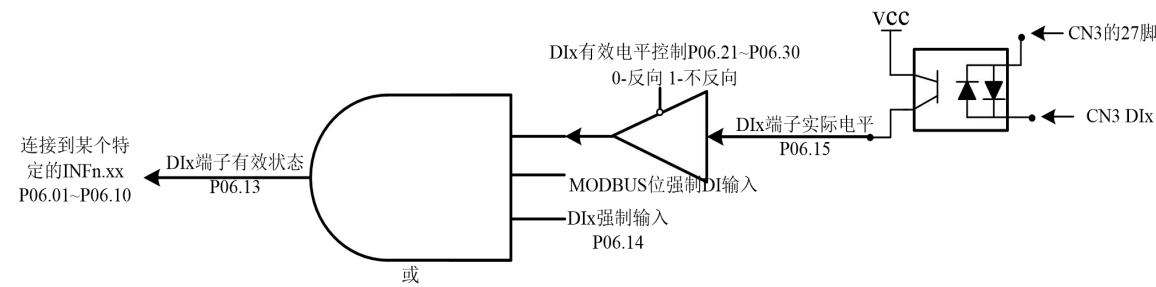 VCC
CN3的27脚
DIx有效电平控制P06.21~P06.30
0-反向 1-不反向
CN3 DIx
DIx端子实际电平
P06.15
连接到某个特
定的INFn.xx
P06.01~P06.10
DIx端子有效状态
P06.13
MODBUS位强制DI输入
DIx强制输入
P06.14
或